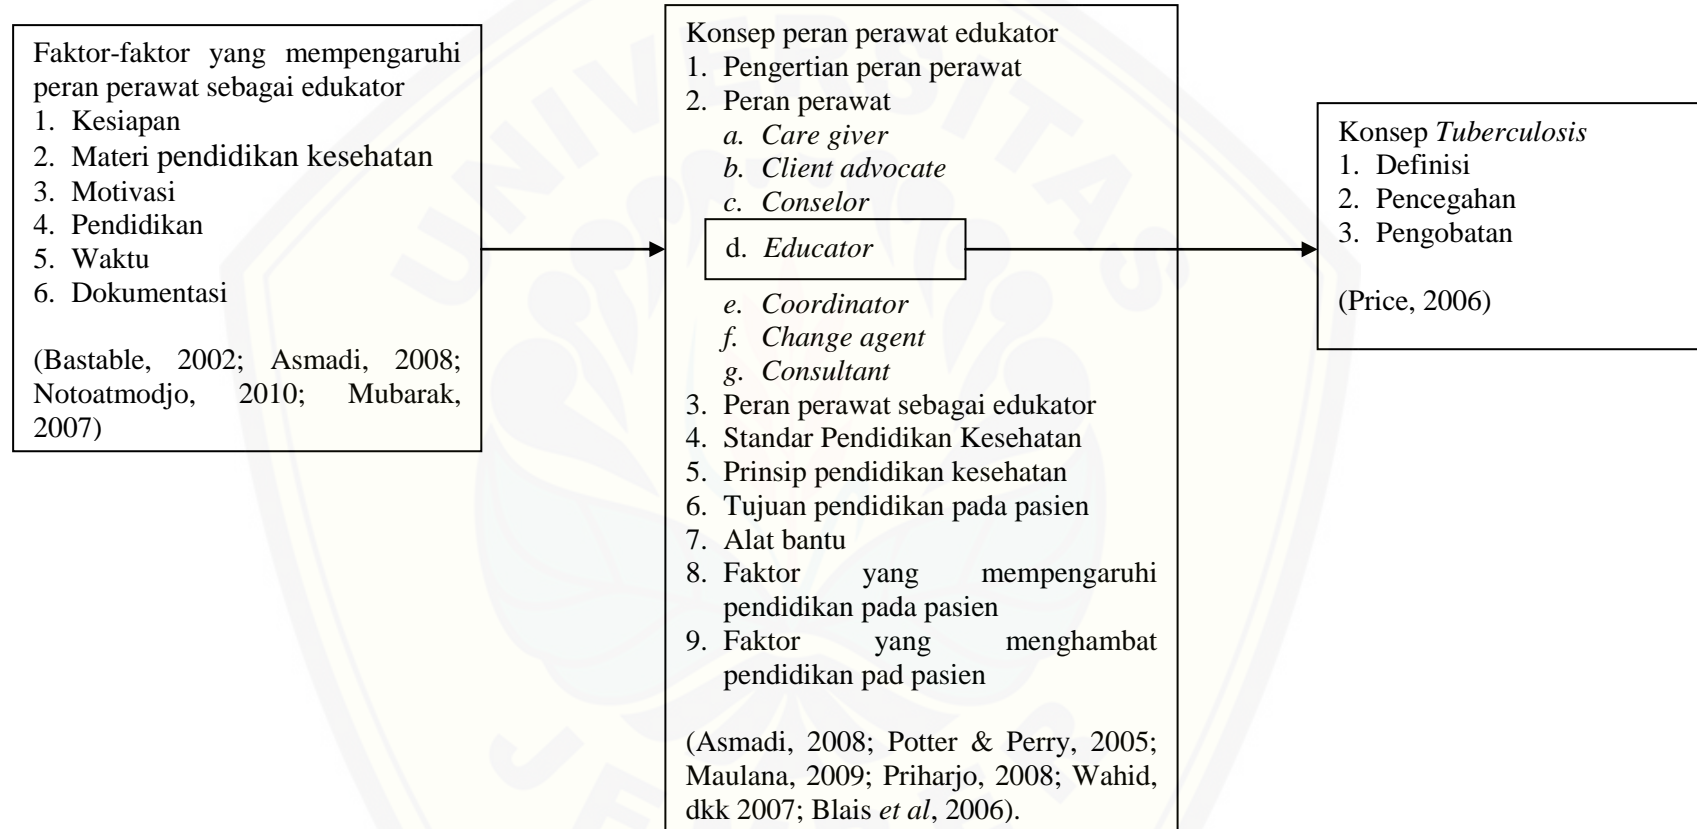 Faktor-faktor yang mempengaruhi
peran perawat sebagai edukator
1. Kesiapan
2. Materi pendidikan kesehatan
3. Motivasi
4. Pendidikan
5. Waktu
6. Dokumentasi
(Bastable, 2002; Asmadi, 2008;
Notoatmodjo, 2010; Mubarak,
2007)
Konsep peran perawat edukator
1. Pengertian peran perawat
2. Peran perawat
a. Care giver
b. Client advocate
c. Conselor
d. Educator
e. Coordinator
f. Change agent
g. Consultant
3. Peran perawat sebagai edukator
4. Standar Pendidikan Kesehatan
5. Prinsip pendidikan kesehatan
6. Tujuan pendidikan pada pasien
7. Alat bantu
8. Faktor yang mempengaruhi
pendidikan pada pasien
9. Faktor yang menghambat
pendidikan pad pasien
(Asmadi, 2008; Potter & Perry, 2005;
Maulana, 2009; Priharjo, 2008; Wahid,
dkk 2007; Blais et al, 2006).
Konsep Tuberculosis
1. Definisi
2. Pencegahan
3. Pengobatan
(Price, 2006)
UNIVERSITAS